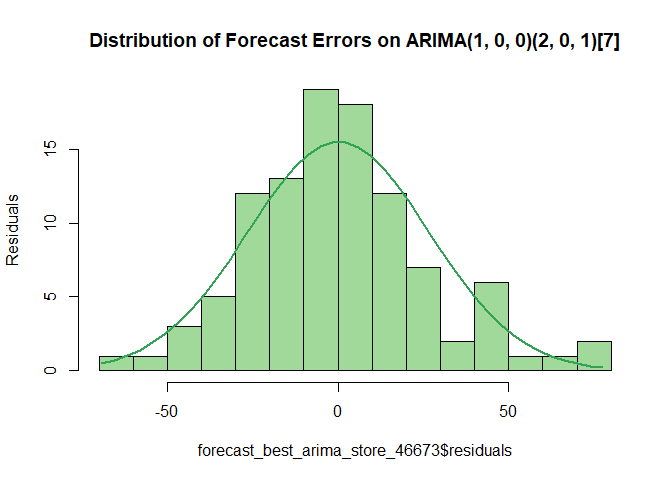 Distribution of Forecast Errors on ARIMA(1, 0, 0)(2, 0, 1)[7]
Residuals
15
10
5
0
-50 0 50
forecast_best_arima_store_46673$residuals